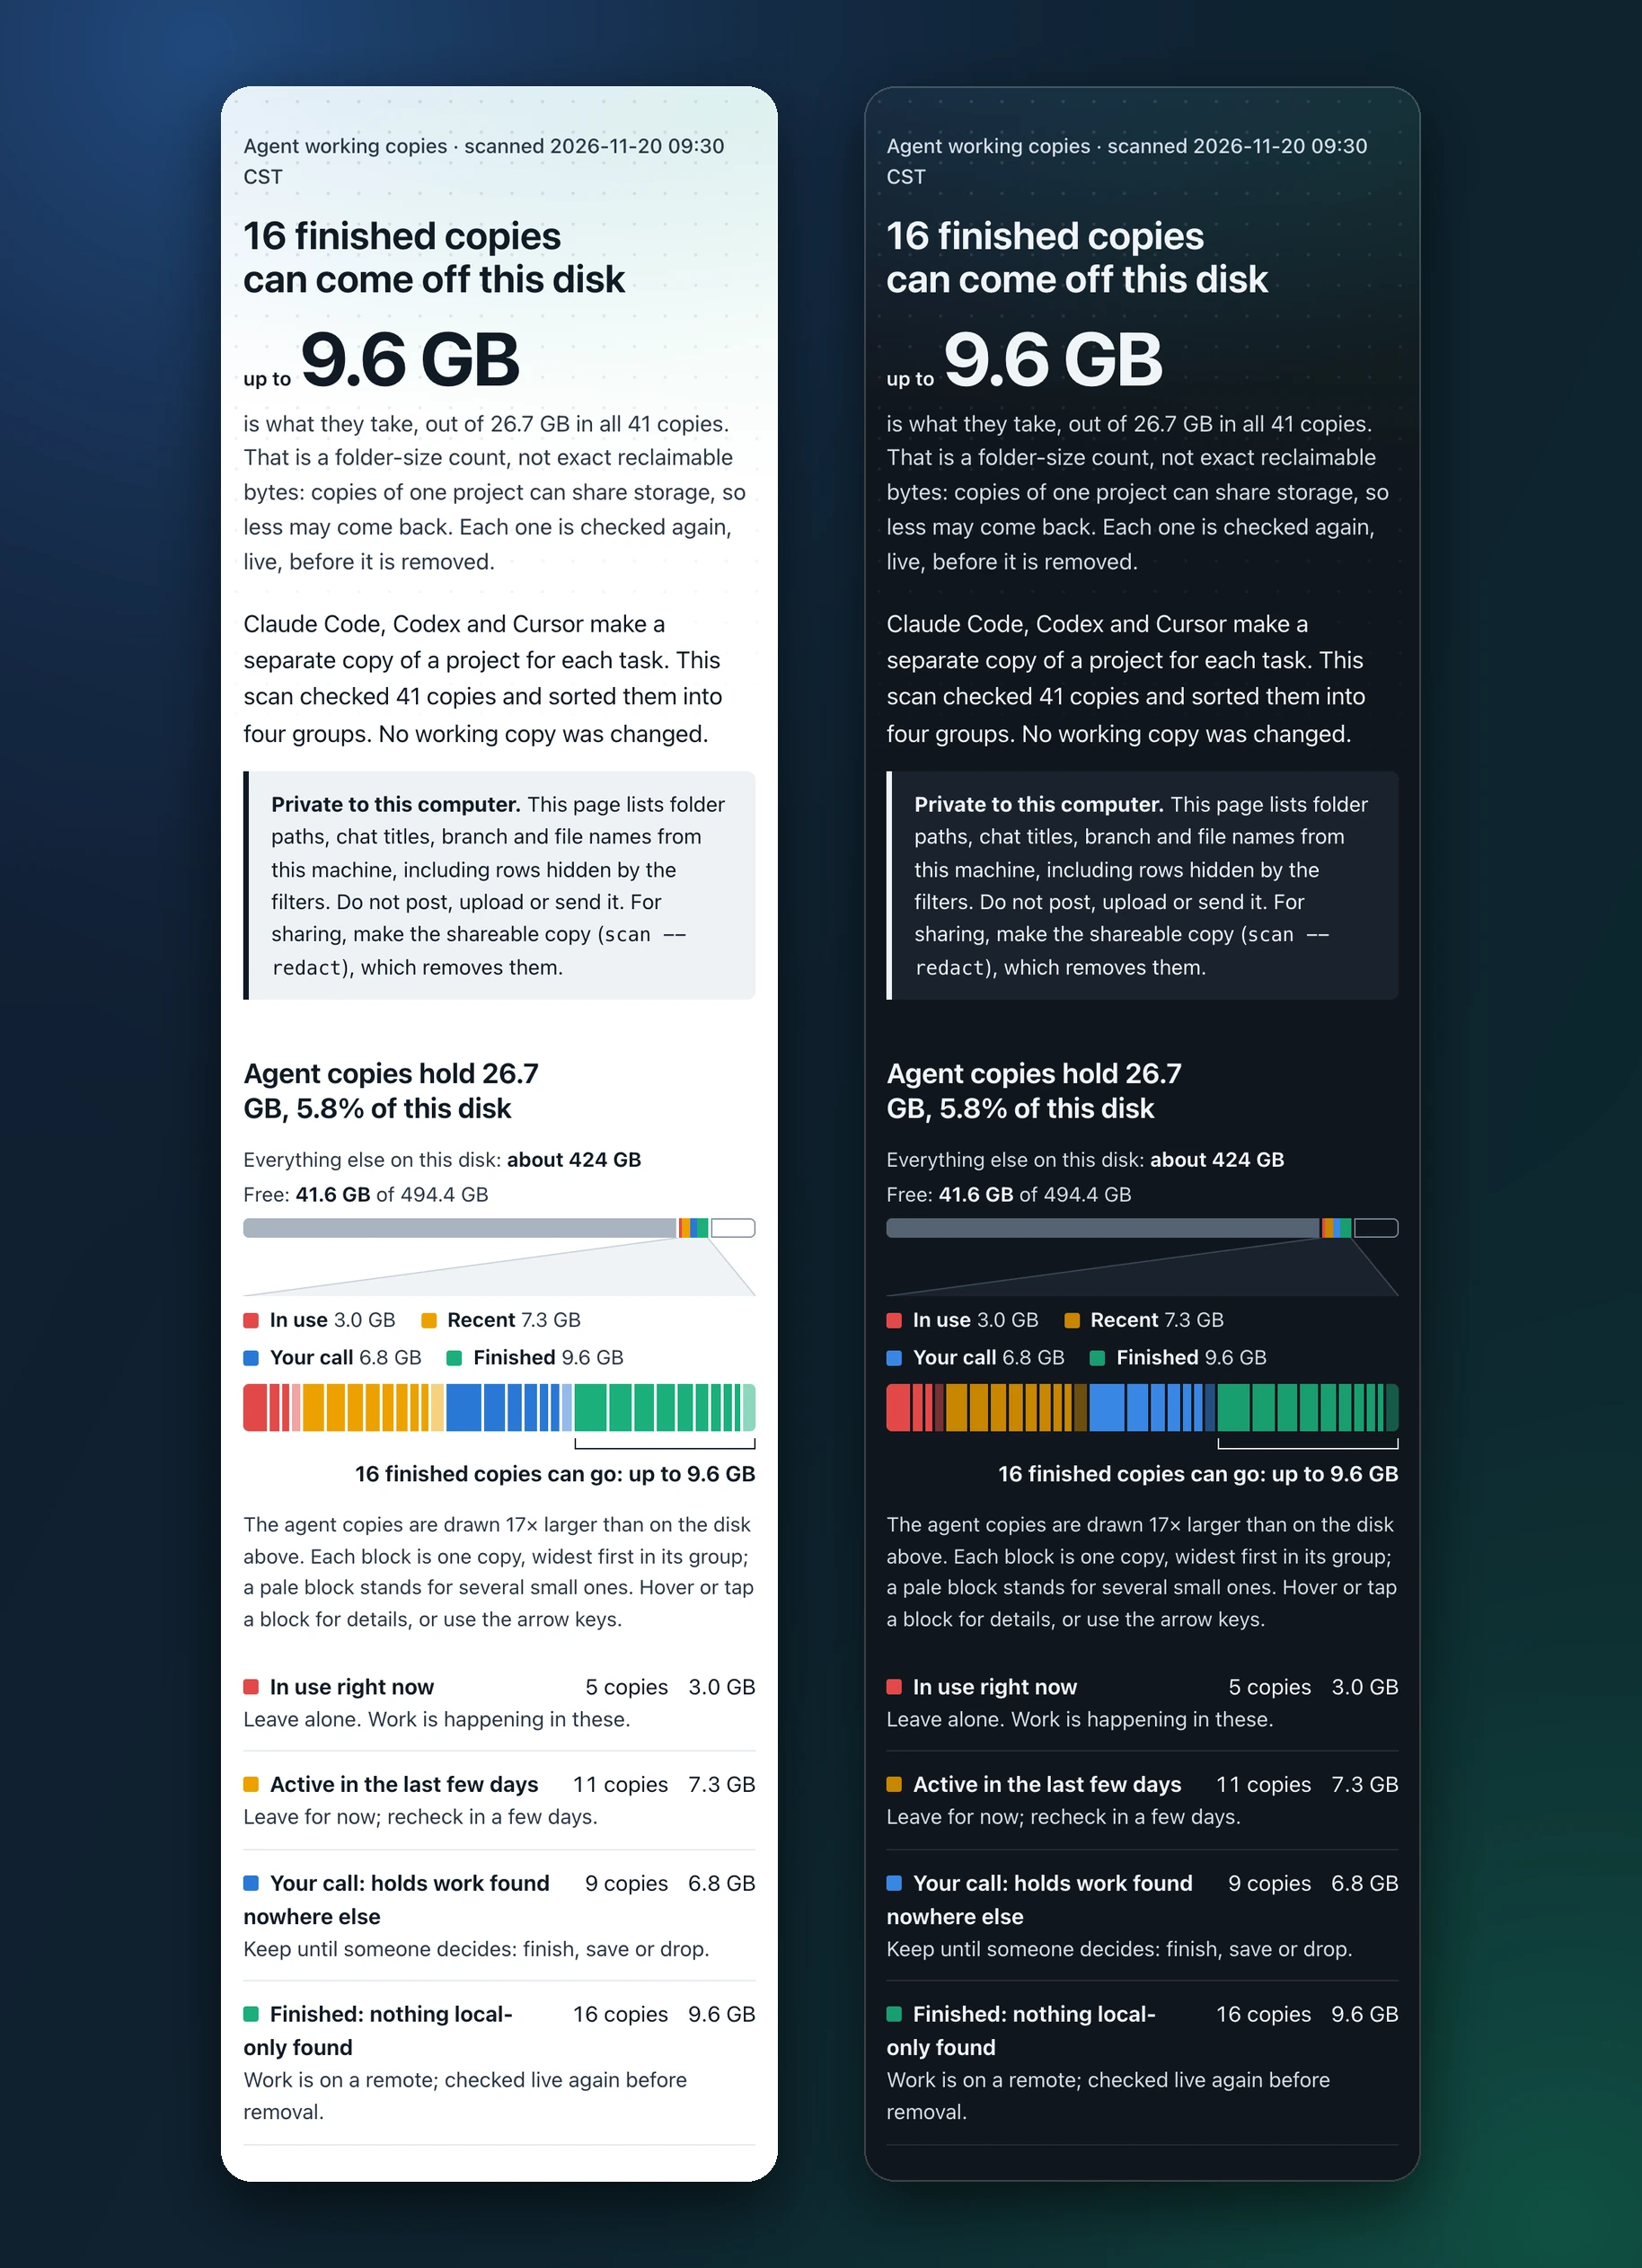 Agent working copies · scanned 2026-11-20 09:30
CST
16 finished copies
can come off this disk
up to 9.6 GB
is what they take, out of 26.7 GB in all 41 copies.
That is a folder-size count, not exact reclaimable
bytes: copies of one project can share storage, so
less may come back. Each one is checked again,
live, before it is removed.
Claude Code, Codex and Cursor make a
separate copy of a project for each task. This
scan checked 41 copies and sorted them into
four groups. No working copy was changed.
Private to this computer. This page lists folder
paths, chat titles, branch and file names from
this machine, including rows hidden by the
filters. Do not post, upload or send it. For
sharing, make the shareable copy (scan --
redact), which removes them.
Agent copies hold 26.7
GB, 5.8% of this disk
Everything else on this disk: about 424 GB
Free: 41.6 GB of 494.4 GB
In use 3.0 GB Recent 7.3 GB
Your call 6.8 GB Finished 9.6 GB
16 finished copies can go: up to 9.6 GB
The agent copies are drawn 17× larger than on the disk
above. Each block is one copy, widest first in its group;
a pale block stands for several small ones. Hover or tap
a block for details, or use the arrow keys.
In use right now 5 copies 3.0 GB
Leave alone. Work is happening in these.
Active in the last few days 11 copies 7.3 GB
Leave for now; recheck in a few days.
Your call: holds work found 9 copies 6.8 GB
nowhere else
Keep until someone decides: finish, save or drop.
Finished: nothing local- 16 copies 9.6 GB
only found
Work is on a remote; checked live again before
removal.
Agent working copies · scanned 2026-11-20 09:30
CST
16 finished copies
can come off this disk
up to 9.6 GB
is what they take, out of 26.7 GB in all 41 copies.
That is a folder-size count, not exact reclaimable
bytes: copies of one project can share storage, so
less may come back. Each one is checked again,
live, before it is removed.
Claude Code, Codex and Cursor make a
separate copy of a project for each task. This
scan checked 41 copies and sorted them into
four groups. No working copy was changed.
Private to this computer. This page lists folder
paths, chat titles, branch and file names from
this machine, including rows hidden by the
filters. Do not post, upload or send it. For
sharing, make the shareable copy (scan --
redact), which removes them.
Agent copies hold 26.7
GB, 5.8% of this disk
Everything else on this disk: about 424 GB
Free: 41.6 GB of 494.4 GB
In use 3.0 GB Recent 7.3 GB
Your call 6.8 GB Finished 9.6 GB
16 finished copies can go: up to 9.6 GB
The agent copies are drawn 17× larger than on the disk
above. Each block is one copy, widest first in its group;
a pale block stands for several small ones. Hover or tap
a block for details, or use the arrow keys.
In use right now 5 copies 3.0 GB
Leave alone. Work is happening in these.
Active in the last few days 11 copies 7.3 GB
Leave for now; recheck in a few days.
Your call: holds work found 9 copies 6.8 GB
nowhere else
Keep until someone decides: finish, save or drop.
Finished: nothing local- 16 copies 9.6 GB
only found
Work is on a remote; checked live again before
removal.